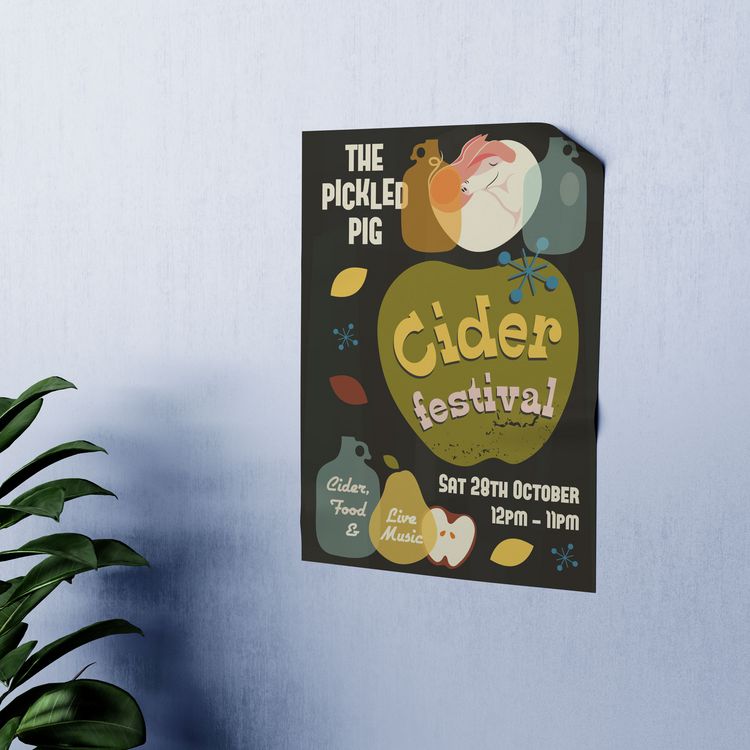 THE
PICKLED
PIG
Cider
festival
SAT 28TH OCTOBER
12PM – 11PM
Cider,
Food
&
Live
Music